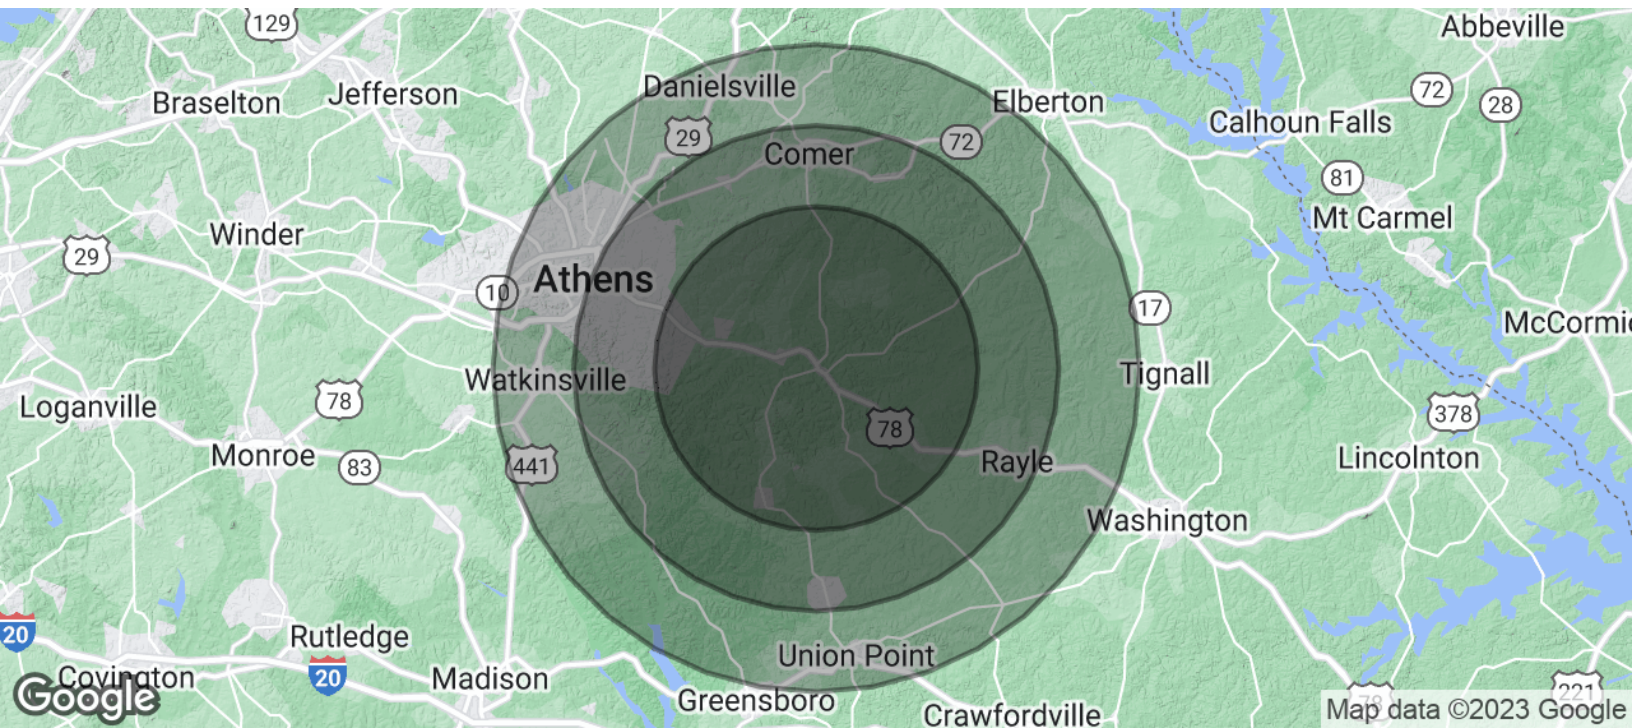 129
Abbeville
Danielsville
Jefferson
Braselton
Elberton
72
28
Calhoun Falls
29
72
Comer
81
Mt Carmel
Winder
29
Athens
10
17
McCormic
Watkinsville
Tignall
78
Loganville
378
78
Monroe
83
441
Rayle
Lincolnton
Washington
20
Rutledge
Union Point
20
Covington
Madison
Google
Greensboro
Crawfordville
78
221
Map data ©2023 Google